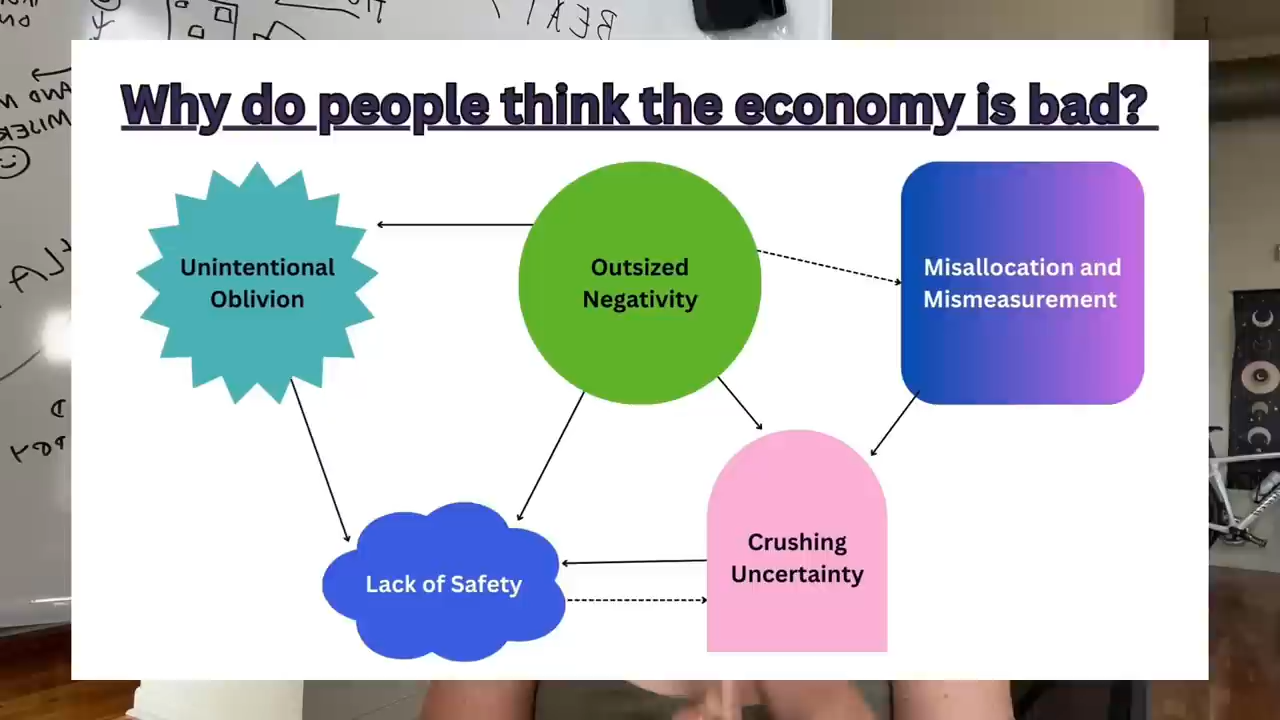 Why do people think the economy is bad?
Unintentional
Oblivion
Outsized
Negativity
Misallocation and
Mismeasurement
Lack of Safety
Crushing
Uncertainty